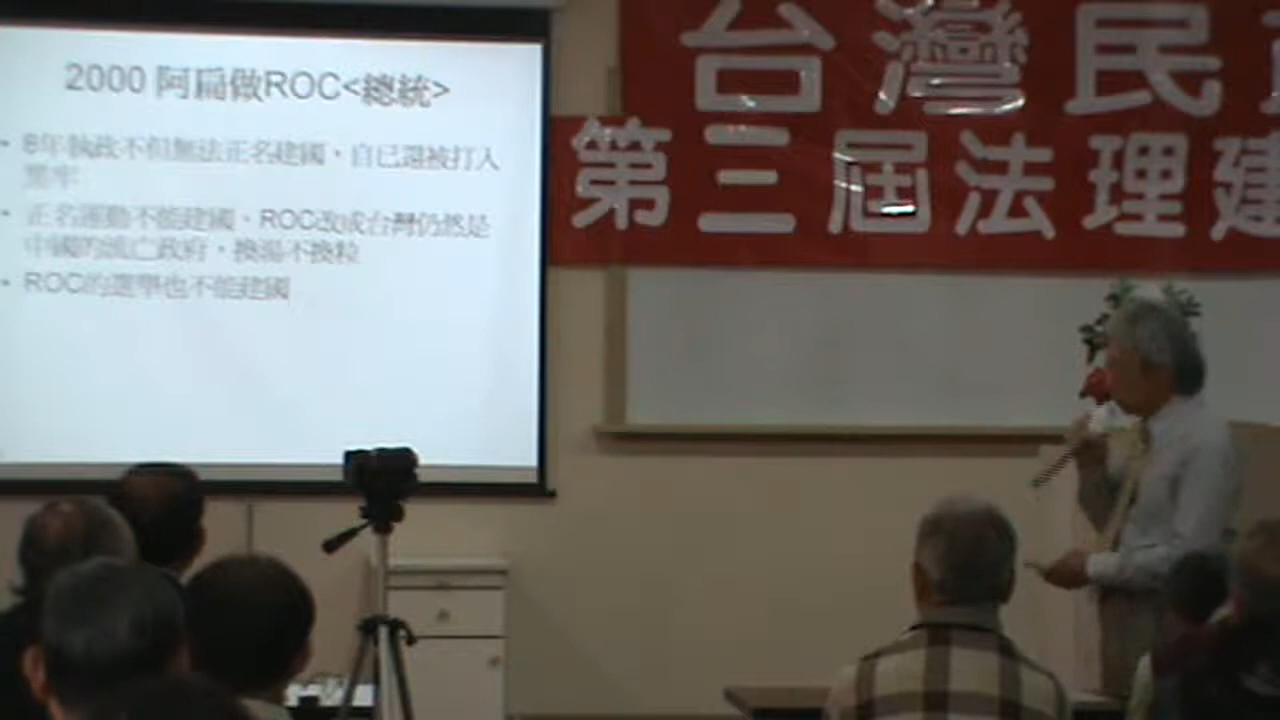 2000 阿扁做ROC<總統>
8年執政不但無法正名建國、自己還被打入
黑牢
正名運動不能建國、ROC改成台灣仍然是
中國的流亡政府，換湯不換粒
ROC的選舉也不能建國
台灣民
第三屆法理建